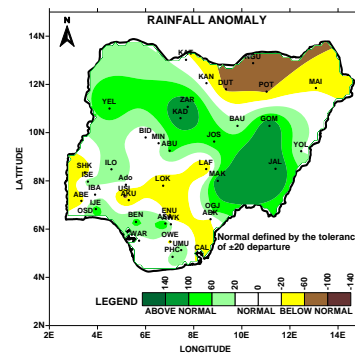 RAINFALL ANOMALY
N
14N
12N
10N
8N
6N
4N
2N
LATITUDE
KAT
NGU
KAN
DUT
POT
MAI
YEL
ZAR
KAD
BAU
GOM
BID
MIN
ABU
JOS
YOL
SHK
ISE
ILO
LAF
JAL
Ado
LOK
MAK
ABE
IBA
AKU
IJE
OSD
OGJ
BEN
ENU
WAR
OWE
UMU
PHC
CAL
Normal defined by the tolerance
of ±20 departure
LEGEND
140 100 60 20 0 -20 -60 -100 -140
ABOVE NORMAL NORMAL BELOW NORMAL
2E 4E 6E 8E 10E 12E 14E
LONGITUDE